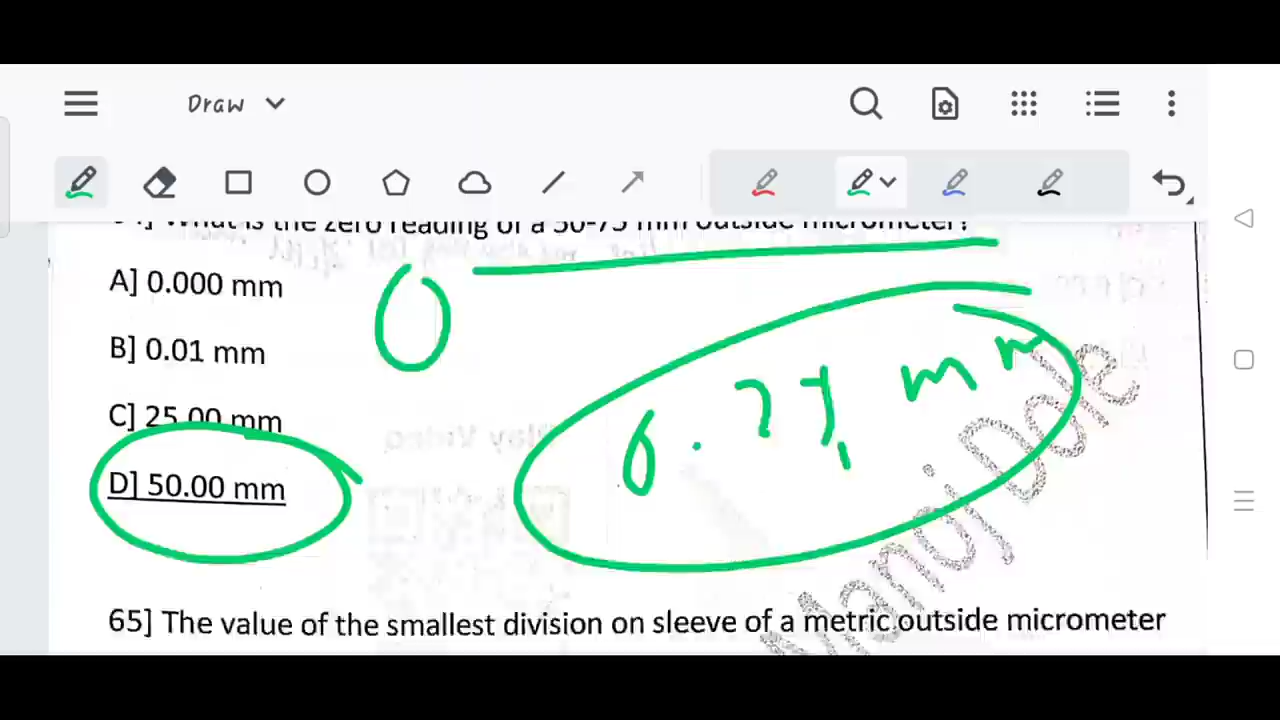 Draw
What is the zero reading of a 50-75 mm outside micrometer?
A] 0.000 mm
0
B] 0.01 mm
mm
C] 25.00 mm
D] 50.00 mm
Manuj Dole
65] The value of the smallest division on sleeve of a metric outside micrometer